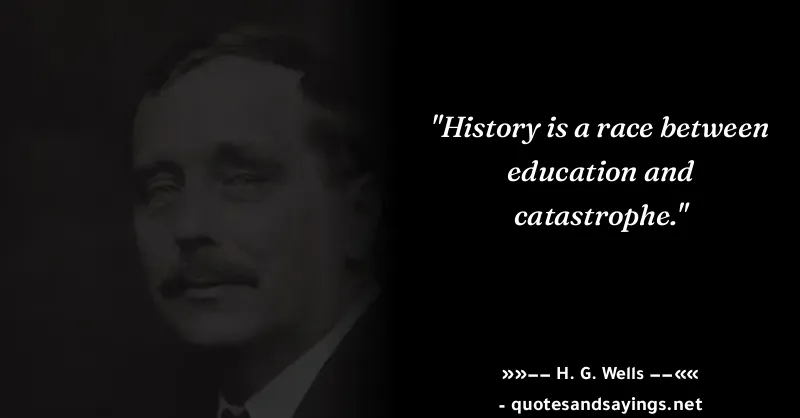 "History is a race between
education and
catastrophe."
»»−− H. G. Wells −−««
- quotesandsayings.net